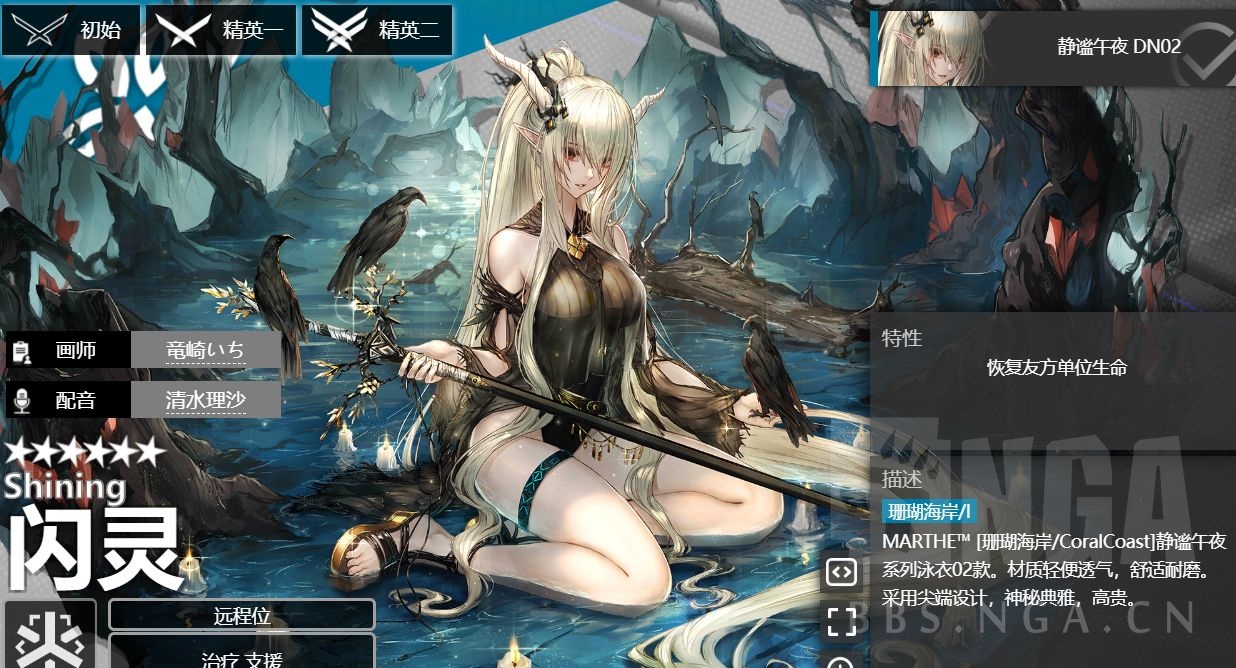 初始
精英一
精英二
静谧午夜 DN02
画师
竜崎いち
配音
清水理沙
Shining
闪灵
远程位
治疗 支援
特性
恢复友方单位生命
描述
珊瑚海岸/I
MARTHE™ [珊瑚海岸/CoralCoast]静谧午夜
系列泳衣02款。材质轻便透气，舒适耐磨。
采用尖端设计，神秘典雅，高贵。
NGA
BBS.NGA.CN